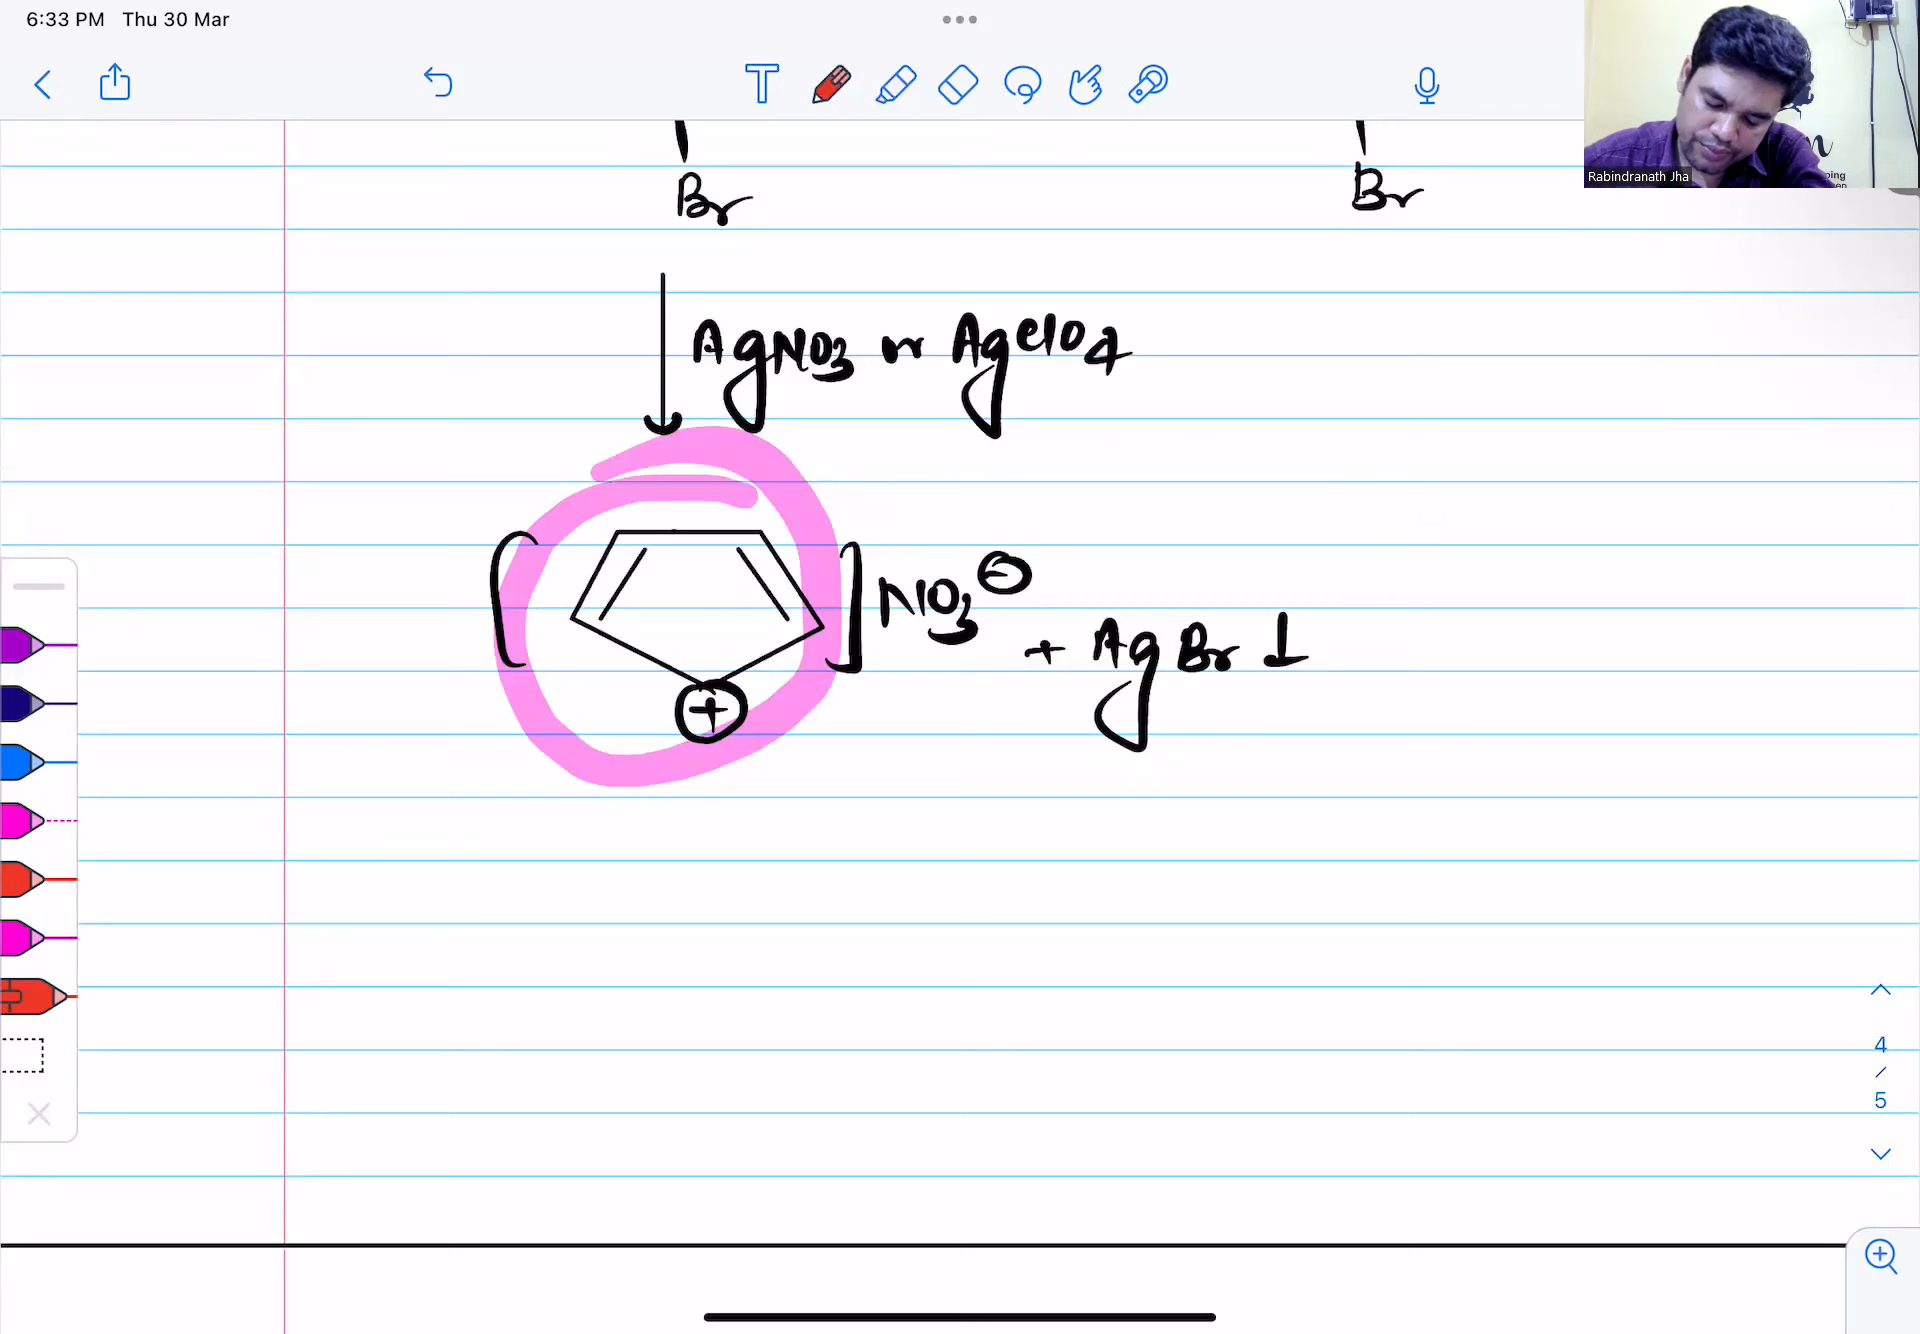 6:33 PM Thu 30 Mar
Rabindranath Jha
Br
Br
AgNO3 or AgClO4
[ + ] NO3 ⊖ + AgBr ↓
4
/
5